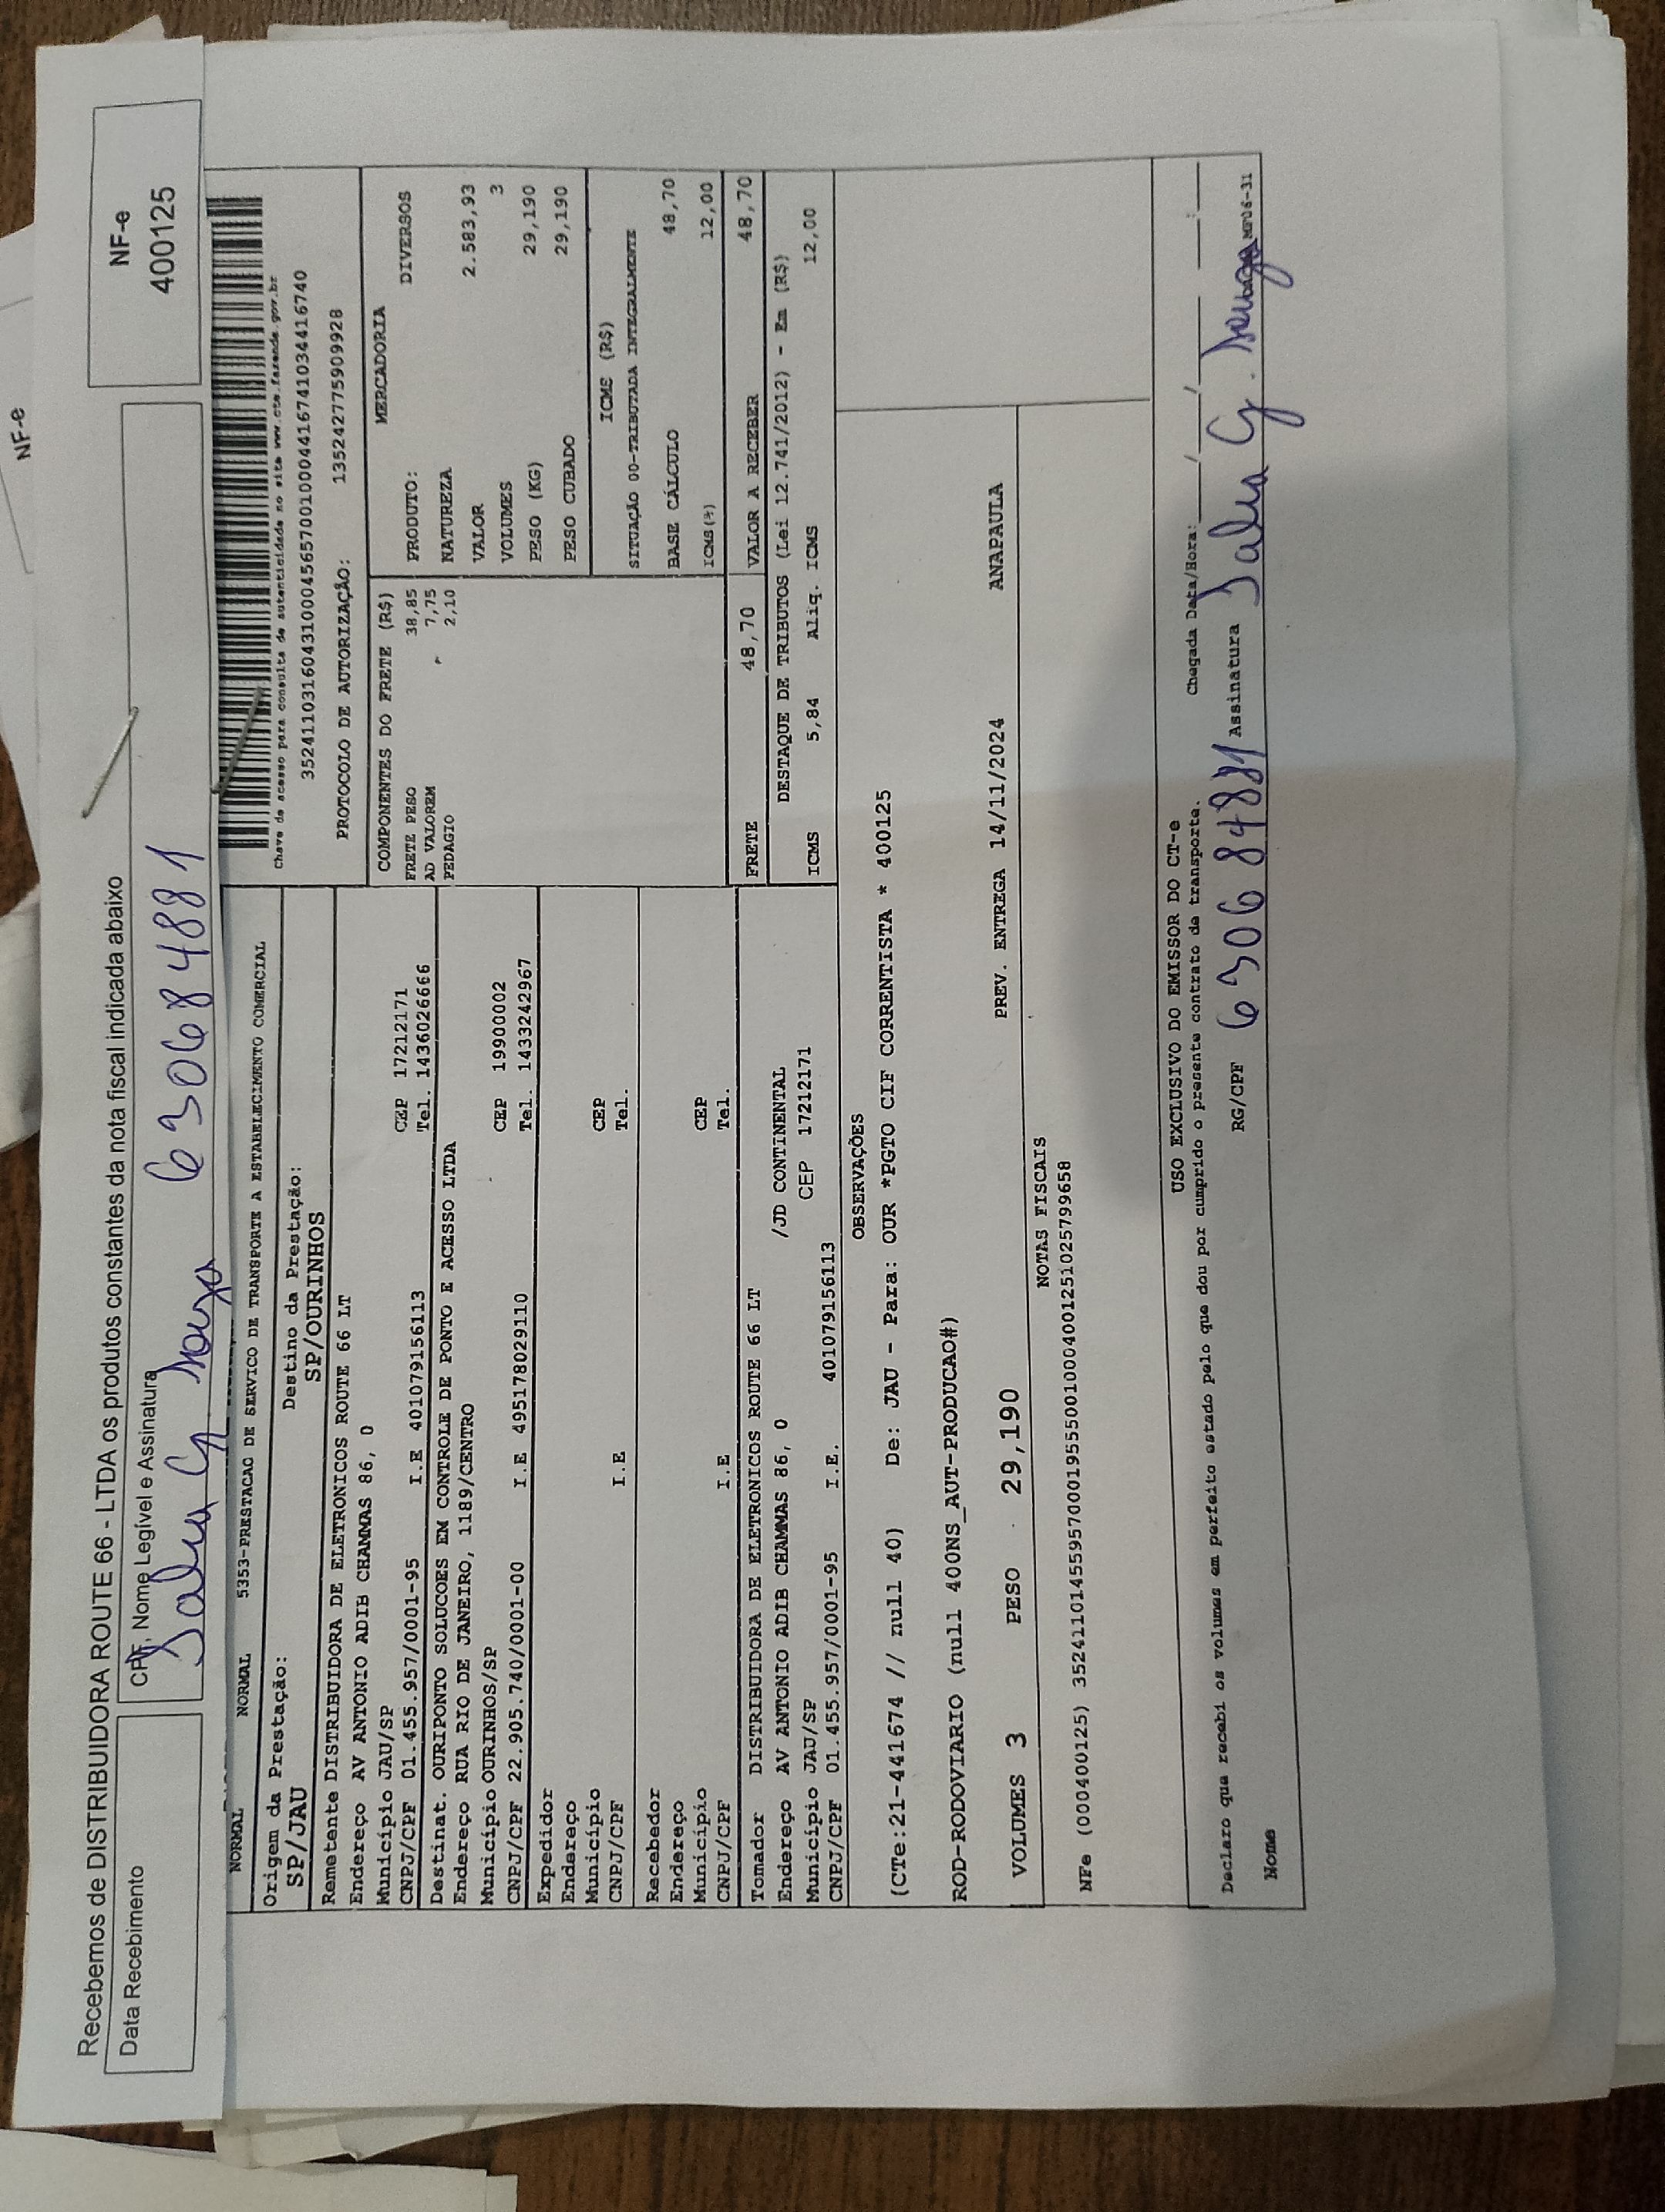 NF-e
Recebemos de DISTRIBUIDORA ROUTE 66 - LTDA os produtos constantes da nota fiscal indicada abaixo
Data Recebimento
CPF, Nome Legível e Assinatura
630684881
NF-e
400125
NORMAL NORMAL 5353-PRESTACAO DE SERVICO DE TRANSPORTE A ESTABELECIMENTO COMERCIAL
Origem da Prestação: Destino da Prestação:
SP/JAU SP/OURINHOS
Remetente DISTRIBUIDORA DE ELETRONICOS ROUTE 66 LT
Endereço AV ANTONIO ADIB CHAMMAS 86, 0
Município JAU/SP CEP 17212171
CNPJ/CPF 01.455.957/0001-95 I.E 401079156113 Tel. 1436026666
Destinat. OURIPONTO SOLUCOES EM CONTROLE DE PONTO E ACESSO LTDA
Endereço RUA RIO DE JANEIRO, 1189/CENTRO
Município OURINHOS/SP CEP 19900002
CNPJ/CPF 22.905.740/0001-00 I.E 495178029110 Tel. 1433242967
Expedidor
Endereço
Município CEP
CNPJ/CPF I.E Tel.
Recebedor
Endereço
Município CEP
CNPJ/CPF I.E Tel.
Tomador DISTRIBUIDORA DE ELETRONICOS ROUTE 66 LT
Endereço AV ANTONIO ADIB CHAMMAS 86, 0 /JD CONTINENTAL
Município JAU/SP CEP 17212171
CNPJ/CPF 01.455.957/0001-95 I.E. 401079156113
Chave de acesso para consulta de autenticidade no site www.cte.fazenda.gov.br
35241103160431000456570010004416741034416740
PROTOCOLO DE AUTORIZAÇÃO: 135242775909928
COMPONENTES DO FRETE (R$)
FRETE PESO 38,85
AD VALOREM 7,75
PEDAGIO 2,10
MERCADORIA
PRODUTO: DIVERSOS
NATUREZA
VALOR 2.583,93
VOLUMES 3
PESO (KG) 29,190
PESO CUBADO 29,190
ICMS (R$)
SITUAÇÃO 00-TRIBUTADA INTEGRALMENTE
BASE CÁLCULO 48,70
ICMS(%) 12,00
FRETE 48,70 VALOR A RECEBER 48,70
DESTAQUE DE TRIBUTOS (Lei 12.741/2012) - Em (R$)
ICMS 5,84 Aliq. ICMS 12,00
OBSERVAÇÕES
(CTe:21-441674 // null 40) De: JAU - Para: OUR *PGTO CIF CORRENTISTA * 400125
ROD-RODOVIARIO (null 400NS_AUT-PRODUCAO#)
VOLUMES 3 PESO 29,190 PREV. ENTREGA 14/11/2024 ANAPAULA
NOTAS FISCAIS
NFe (000400125) 35241101455957000195550010004001251025799658
USO EXCLUSIVO DO EMISSOR DO CT-e
Declaro que recebi os volumes em perfeito estado pelo que dou por cumprido o presente contrato de transporte.
Chegada Data/Hora: ____/____/____ ____:____
Nome RG/CPF 630684881 Assinatura